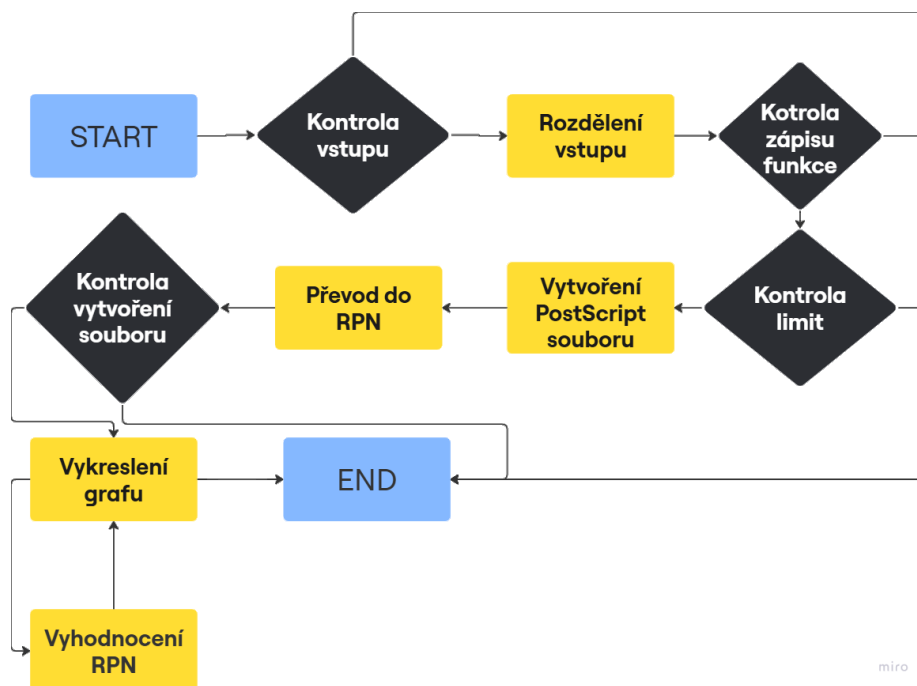 START
Kontrola
vstupu
Rozdělení
vstupu
Kotrola
zápisu
funkce
Kontrola
vytvoření
souboru
Převod do
RPN
Vytvoření
PostScript
souboru
Kontrola
limit
Vykreslení
grafu
END
Vyhodnocení
RPN
miro